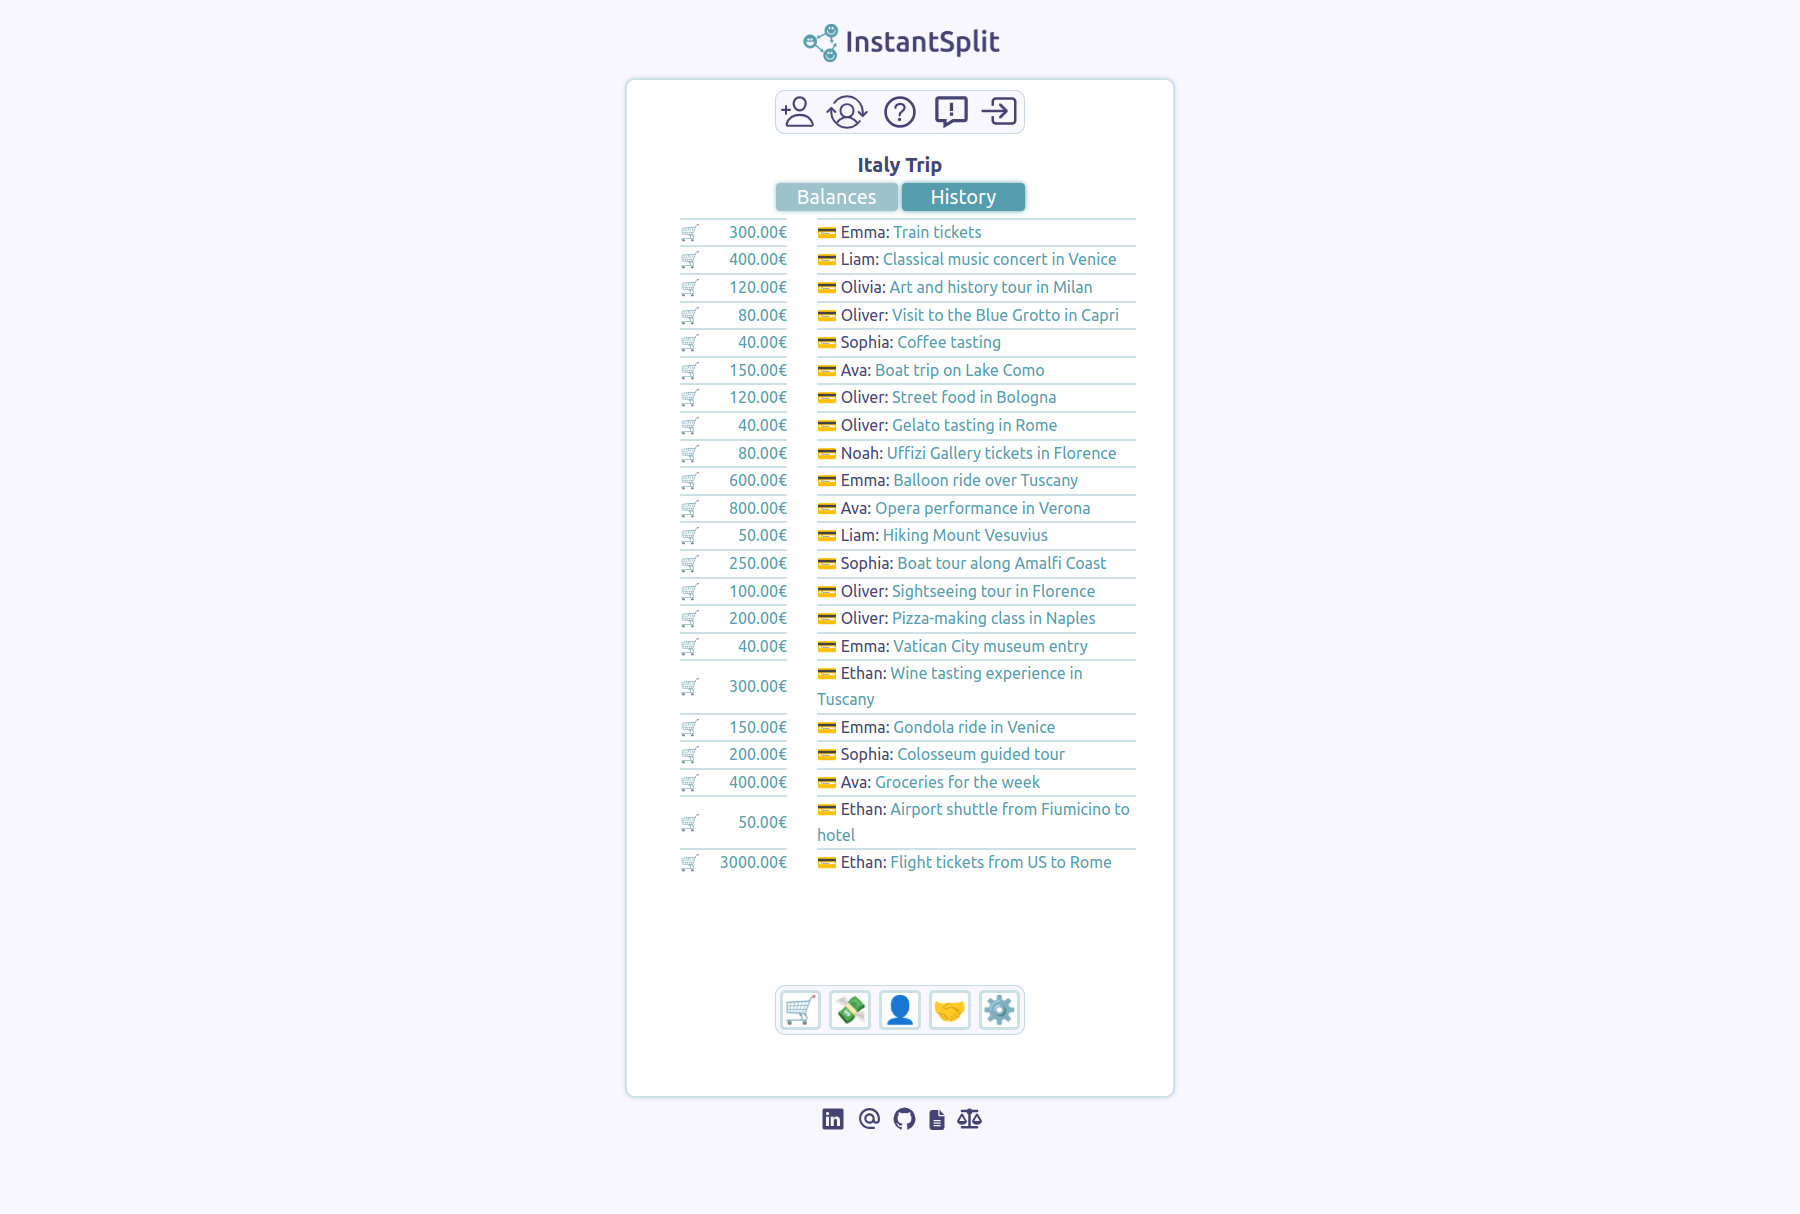 InstantSplit
Italy Trip
Balances History
300.00€ Emma: Train tickets
400.00€ Liam: Classical music concert in Venice
120.00€ Olivia: Art and history tour in Milan
80.00€ Oliver: Visit to the Blue Grotto in Capri
40.00€ Sophia: Coffee tasting
150.00€ Ava: Boat trip on Lake Como
120.00€ Oliver: Street food in Bologna
40.00€ Oliver: Gelato tasting in Rome
80.00€ Noah: Uffizi Gallery tickets in Florence
600.00€ Emma: Balloon ride over Tuscany
800.00€ Ava: Opera performance in Verona
50.00€ Liam: Hiking Mount Vesuvius
250.00€ Sophia: Boat tour along Amalfi Coast
100.00€ Oliver: Sightseeing tour in Florence
200.00€ Oliver: Pizza-making class in Naples
40.00€ Emma: Vatican City museum entry
300.00€ Ethan: Wine tasting experience in
Tuscany
150.00€ Emma: Gondola ride in Venice
200.00€ Sophia: Colosseum guided tour
400.00€ Ava: Groceries for the week
50.00€ Ethan: Airport shuttle from Fiumicino to
hotel
3000.00€ Ethan: Flight tickets from US to Rome